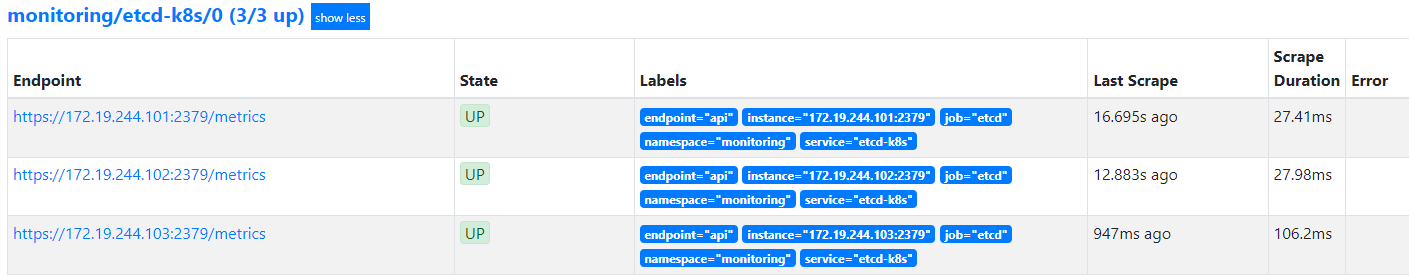 monitoring/etcd-k8s/0 (3/3 up) show less
Endpoint State Labels Last Scrape Scrape Duration Error
https://172.19.244.101:2379/metrics UP endpoint="api" instance="172.19.244.101:2379" job="etcd" 16.695s ago 27.41ms
namespace="monitoring" service="etcd-k8s"
https://172.19.244.102:2379/metrics UP endpoint="api" instance="172.19.244.102:2379" job="etcd" 12.883s ago 27.98ms
namespace="monitoring" service="etcd-k8s"
https://172.19.244.103:2379/metrics UP endpoint="api" instance="172.19.244.103:2379" job="etcd" 947ms ago 106.2ms
namespace="monitoring" service="etcd-k8s"